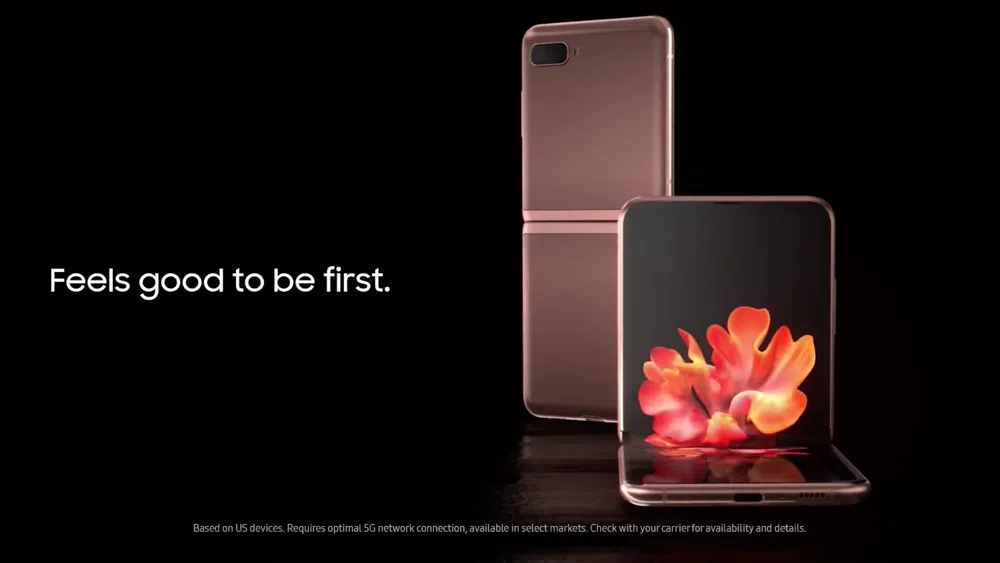 Feels good to be first.
Based on US devices. Requires optimal 5G network connection, available in select markets. Check with your carrier for availability and details.